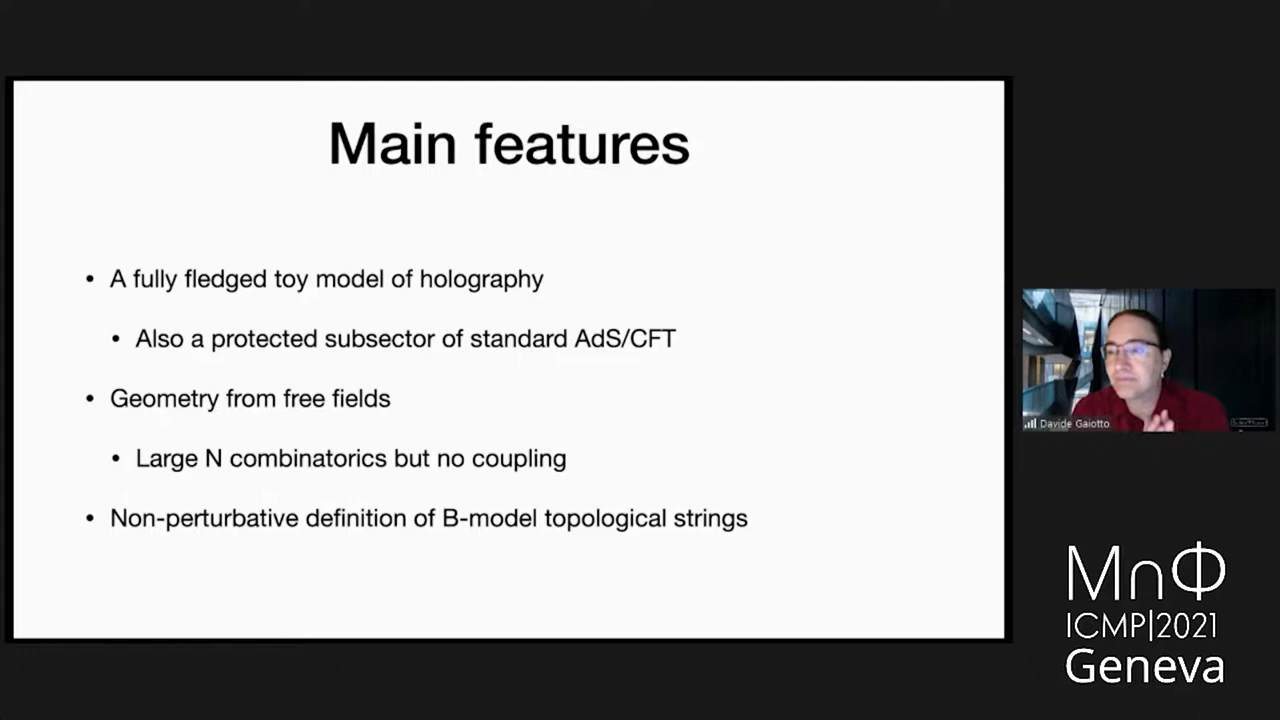 Main features
• A fully fledged toy model of holography
• Also a protected subsector of standard AdS/CFT
• Geometry from free fields
• Large N combinatorics but no coupling
• Non-perturbative definition of B-model topological strings
Davide Gaiotto
M∩Φ
ICMP|2021
Geneva